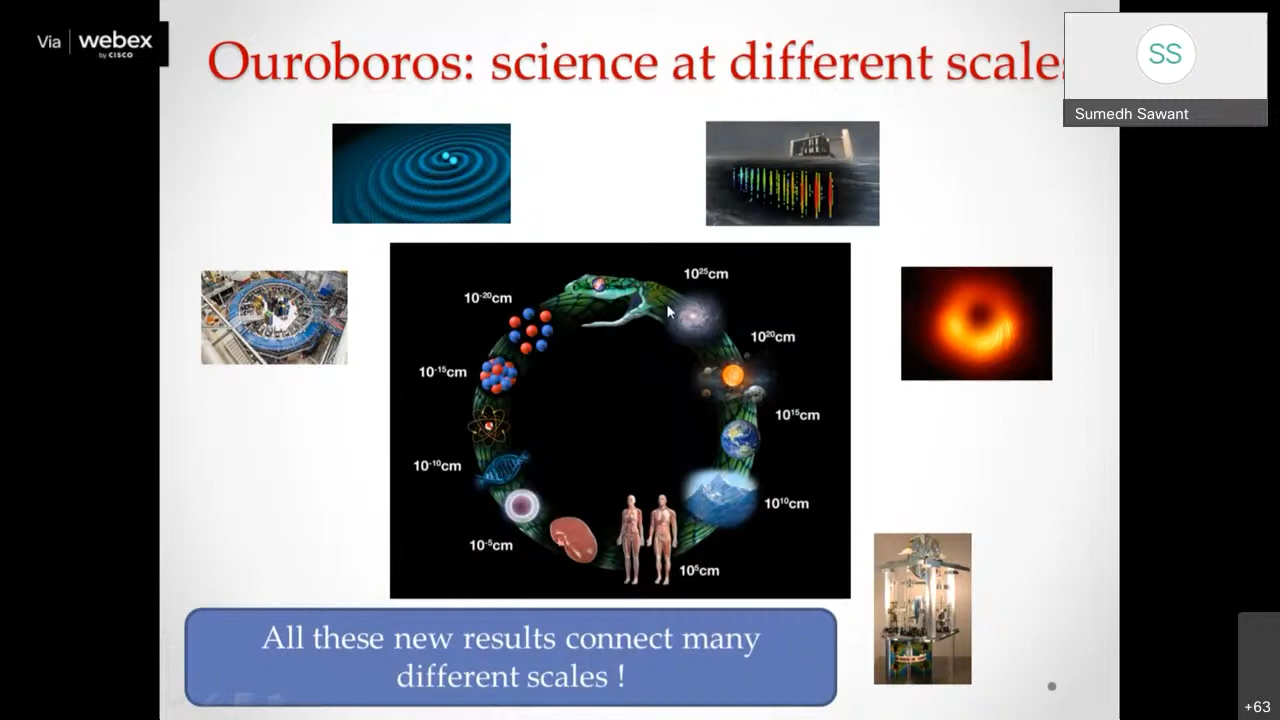 Via webex
by CISCO
Ouroboros: science at different scales
SS
Sumedh Sawant
10²⁵cm
10⁻²⁰cm
10²⁰cm
10⁻¹⁵cm
10¹⁵cm
10⁻¹⁰cm
10¹⁰cm
10⁻⁵cm
10⁵cm
All these new results connect many
different scales !
+63